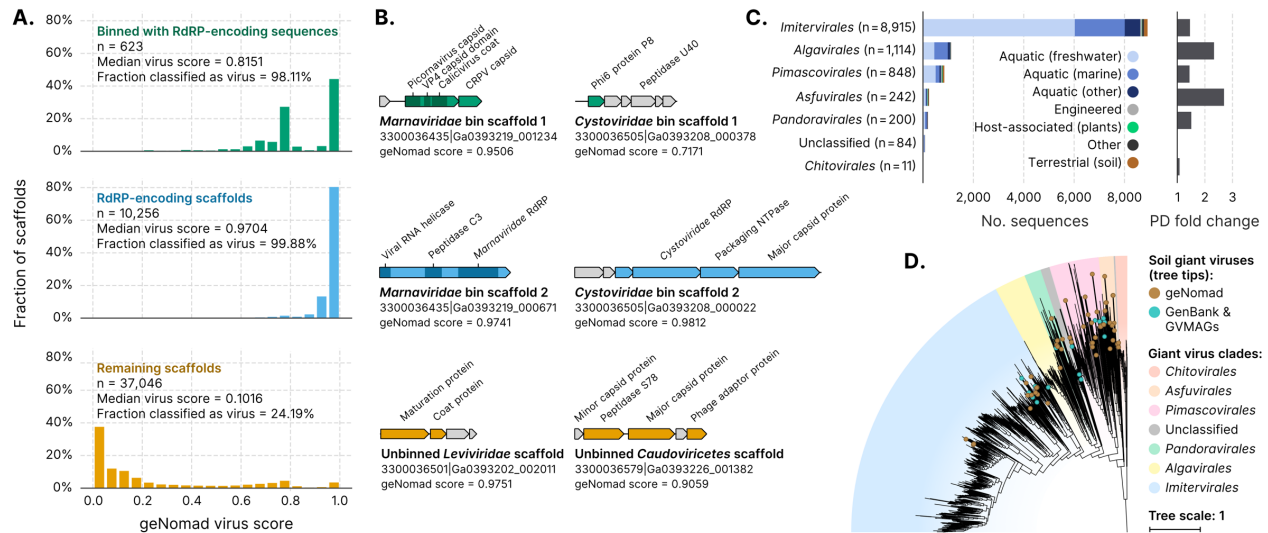 A.
Fraction of scaffolds
80%
60%
40%
20%
0%
Binned with RdRP-encoding sequences
n = 623
Median virus score = 0.8151
Fraction classified as virus = 98.11%
80%
60%
40%
20%
0%
RdRP-encoding scaffolds
n = 10,256
Median virus score = 0.9704
Fraction classified as virus = 99.88%
80%
60%
40%
20%
0%
Remaining scaffolds
n = 37,046
Median virus score = 0.1016
Fraction classified as virus = 24.19%
0.0 0.2 0.4 0.6 0.8 1.0
geNomad virus score
B.
Picornavirus capsid
VP4 capsid domain
Calicivirus coat
CRPV capsid
Marnaviridae bin scaffold 1
3300036435|Ga0393219_001234
geNomad score = 0.9506
Phi6 protein P8
Peptidase U40
Cystoviridae bin scaffold 1
3300036505|Ga0393208_000378
geNomad score = 0.7171
Viral RNA helicase
Peptidase C3
Marnaviridae RdRP
Marnaviridae bin scaffold 2
3300036435|Ga0393219_000671
geNomad score = 0.9741
Cystoviridae RdRP
Packaging NTPase
Major capsid protein
Cystoviridae bin scaffold 2
3300036505|Ga0393208_000022
geNomad score = 0.9812
Maturation protein
Coat protein
Unbinned Leviviridae scaffold
3300036501|Ga0393202_002011
geNomad score = 0.9751
Minor capsid protein
Peptidase S78
Major capsid protein
Phage adaptor protein
Unbinned Caudoviricetes scaffold
3300036579|Ga0393226_001382
geNomad score = 0.9059
C.
Imitervirales (n=8,915)
Algavirales (n=1,114)
Pimascovirales (n=848)
Asfuvirales (n=242)
Pandoravirales (n=200)
Unclassified (n=84)
Chitovirales (n=11)
Aquatic (freshwater)
Aquatic (marine)
Aquatic (other)
Engineered
Host-associated (plants)
Other
Terrestrial (soil)
2,000 4,000 6,000 8,000
No. sequences
1 2 3
PD fold change
D.
Soil giant viruses
(tree tips):
geNomad
GenBank &
GVMAGs
Giant virus clades:
Chitovirales
Asfuvirales
Pimascovirales
Unclassified
Pandoravirales
Algavirales
Imitervirales
Tree scale: 1